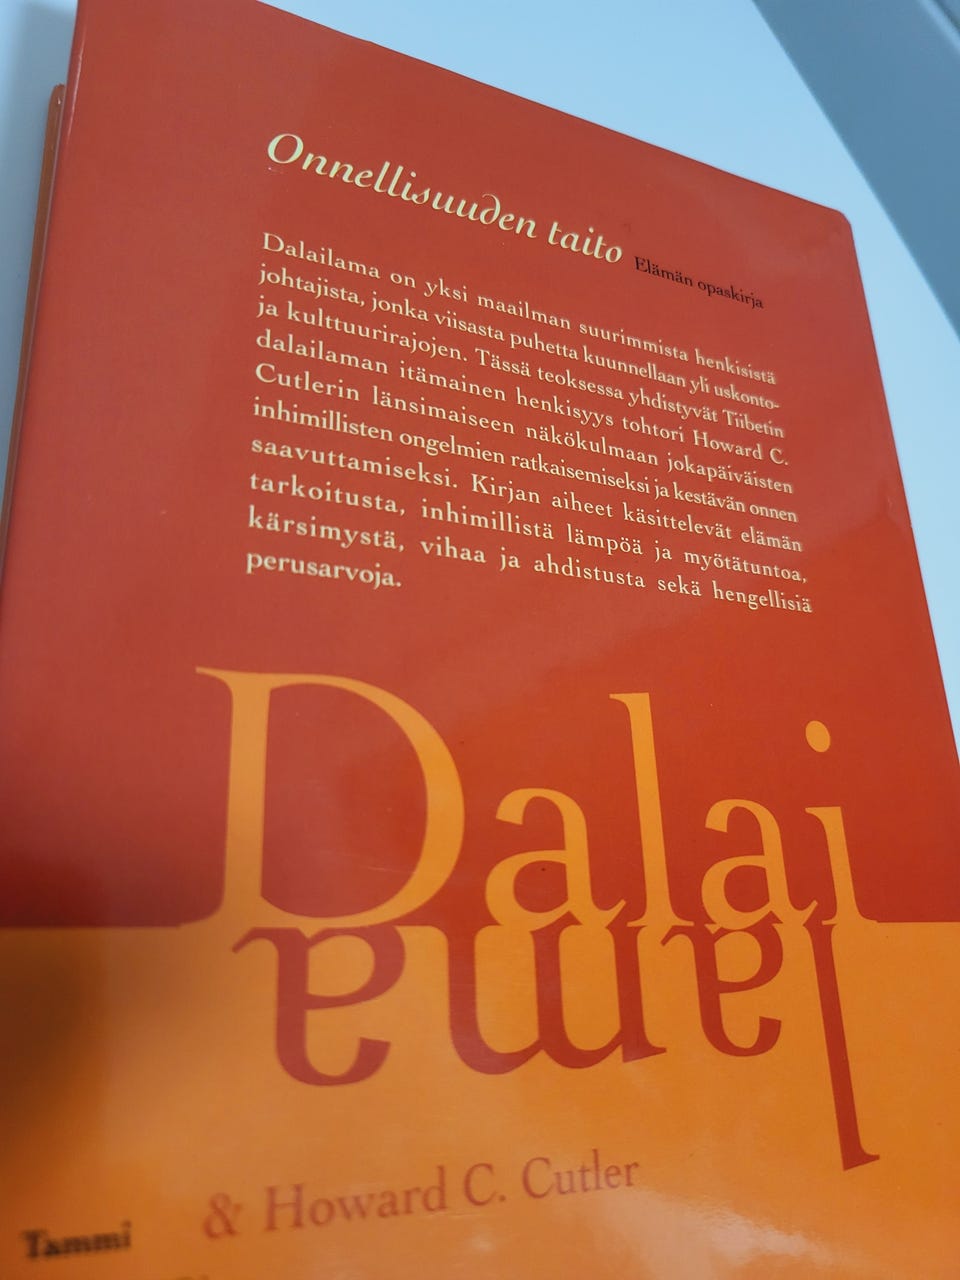 Onnellisuuden taito Elämän opaskirja
Dalailama on yksi maailman suurimmista henkisistä
johtajista, jonka viisasta puhetta kuunnellaan yli uskonto-
ja kulttuurirajojen. Tässä teoksessa yhdistyvät Tiibetin
dalailaman itämainen henkisyys tohtori Howard C.
Cutlerin länsimaiseen näkökulmaan jokapäiväisten
inhimillisten ongelmien ratkaisemiseksi ja kestävän onnen
saavuttamiseksi. Kirjan aiheet käsittelevät elämän
tarkoitusta, inhimillistä lämpöä ja myötätuntoa,
kärsimystä, vihaa ja ahdistusta sekä hengellisiä
perusarvoja.
Dalai
lama
& Howard C. Cutler
Tammi